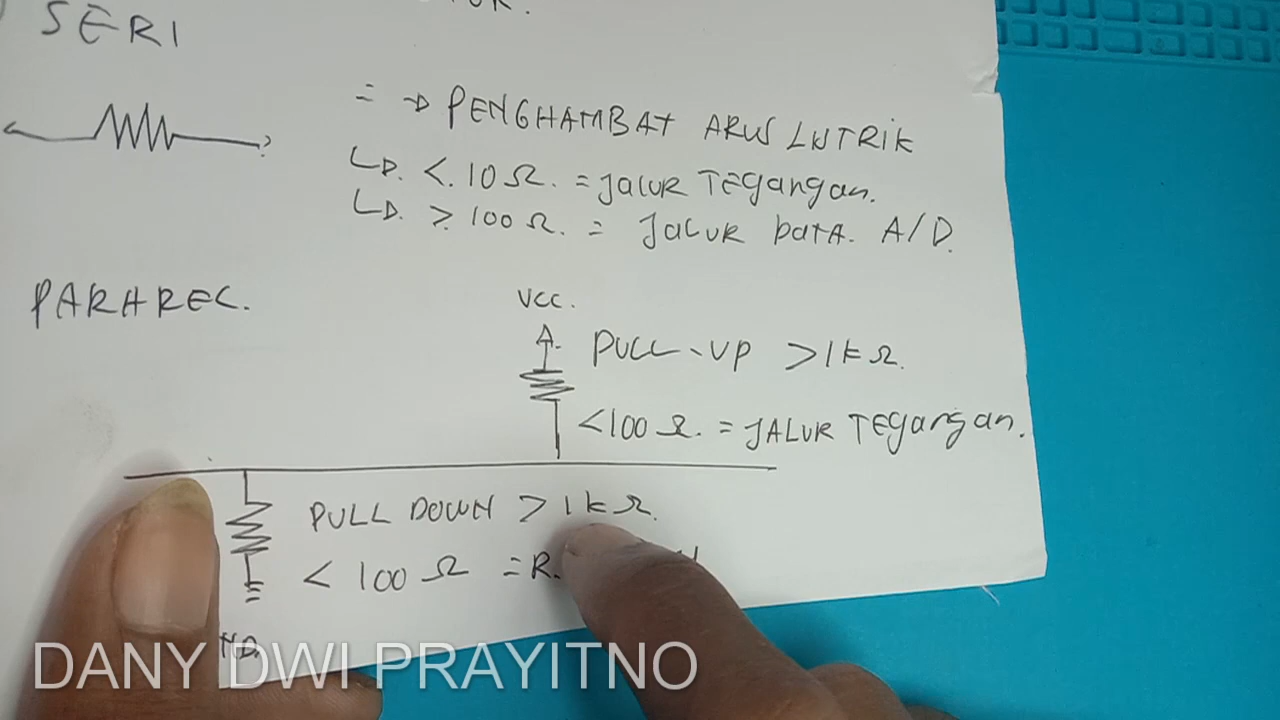 SERI
= → PENGHAMBAT ARUS LISTRIK
↳ <.10 Ω. = JALUR TEGANGAN.
↳ ≥ 100 Ω. = JALUR DATA. A/D.
PARAREL.
VCC.
PULL-UP >1K Ω.
<100 Ω. = JALUR TEGANGAN.
PULL DOWN > 1K Ω.
< 100 Ω = R.
DANY DWI PRAYITNO